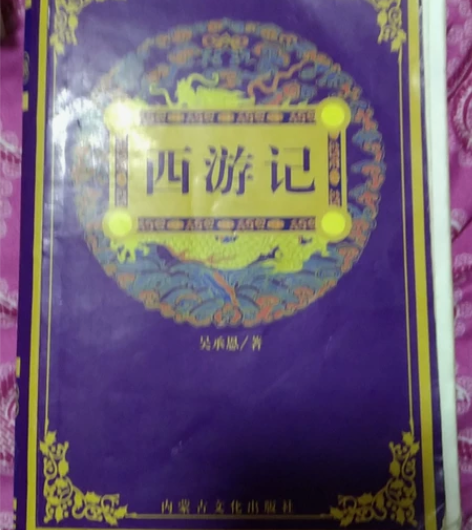 西游记
吴承恩/著
内蒙古文化出版社